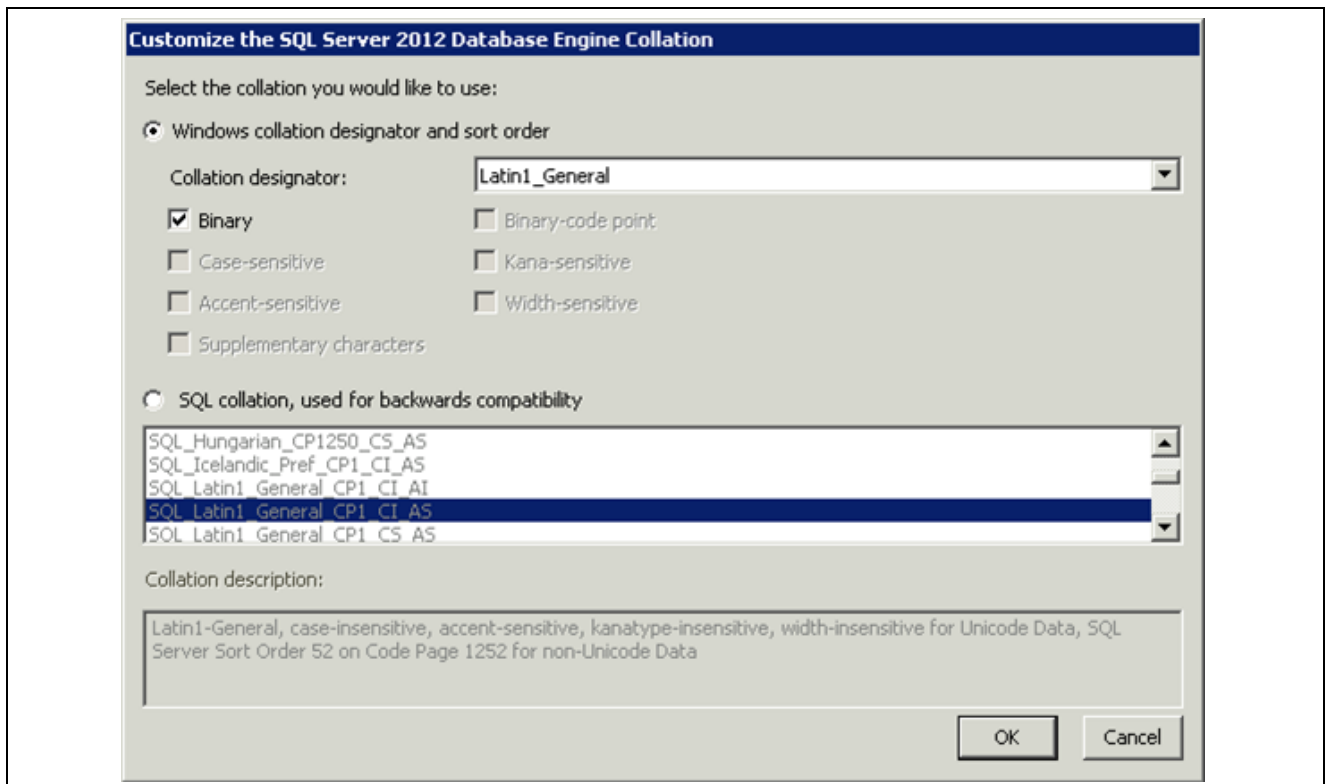 Customize the SQL Server 2012 Database Engine Collation
Select the collation you would like to use:
Windows collation designator and sort order
Collation designator: Latin1_General
Binary Binary-code point
Case-sensitive Kana-sensitive
Accent-sensitive Width-sensitive
Supplementary characters
SQL collation, used for backwards compatibility
SQL_Hungarian_CP1250_CS_AS
SQL_Icelandic_Pref_CP1_CI_AS
SQL_Latin1_General_CP1_CI_AI
SQL_Latin1_General_CP1_CI_AS
SQL_Latin1_General_CP1_CS_AS
Collation description:
Latin1-General, case-insensitive, accent-sensitive, kanatype-insensitive, width-insensitive for Unicode Data, SQL
Server Sort Order 52 on Code Page 1252 for non-Unicode Data
OK Cancel